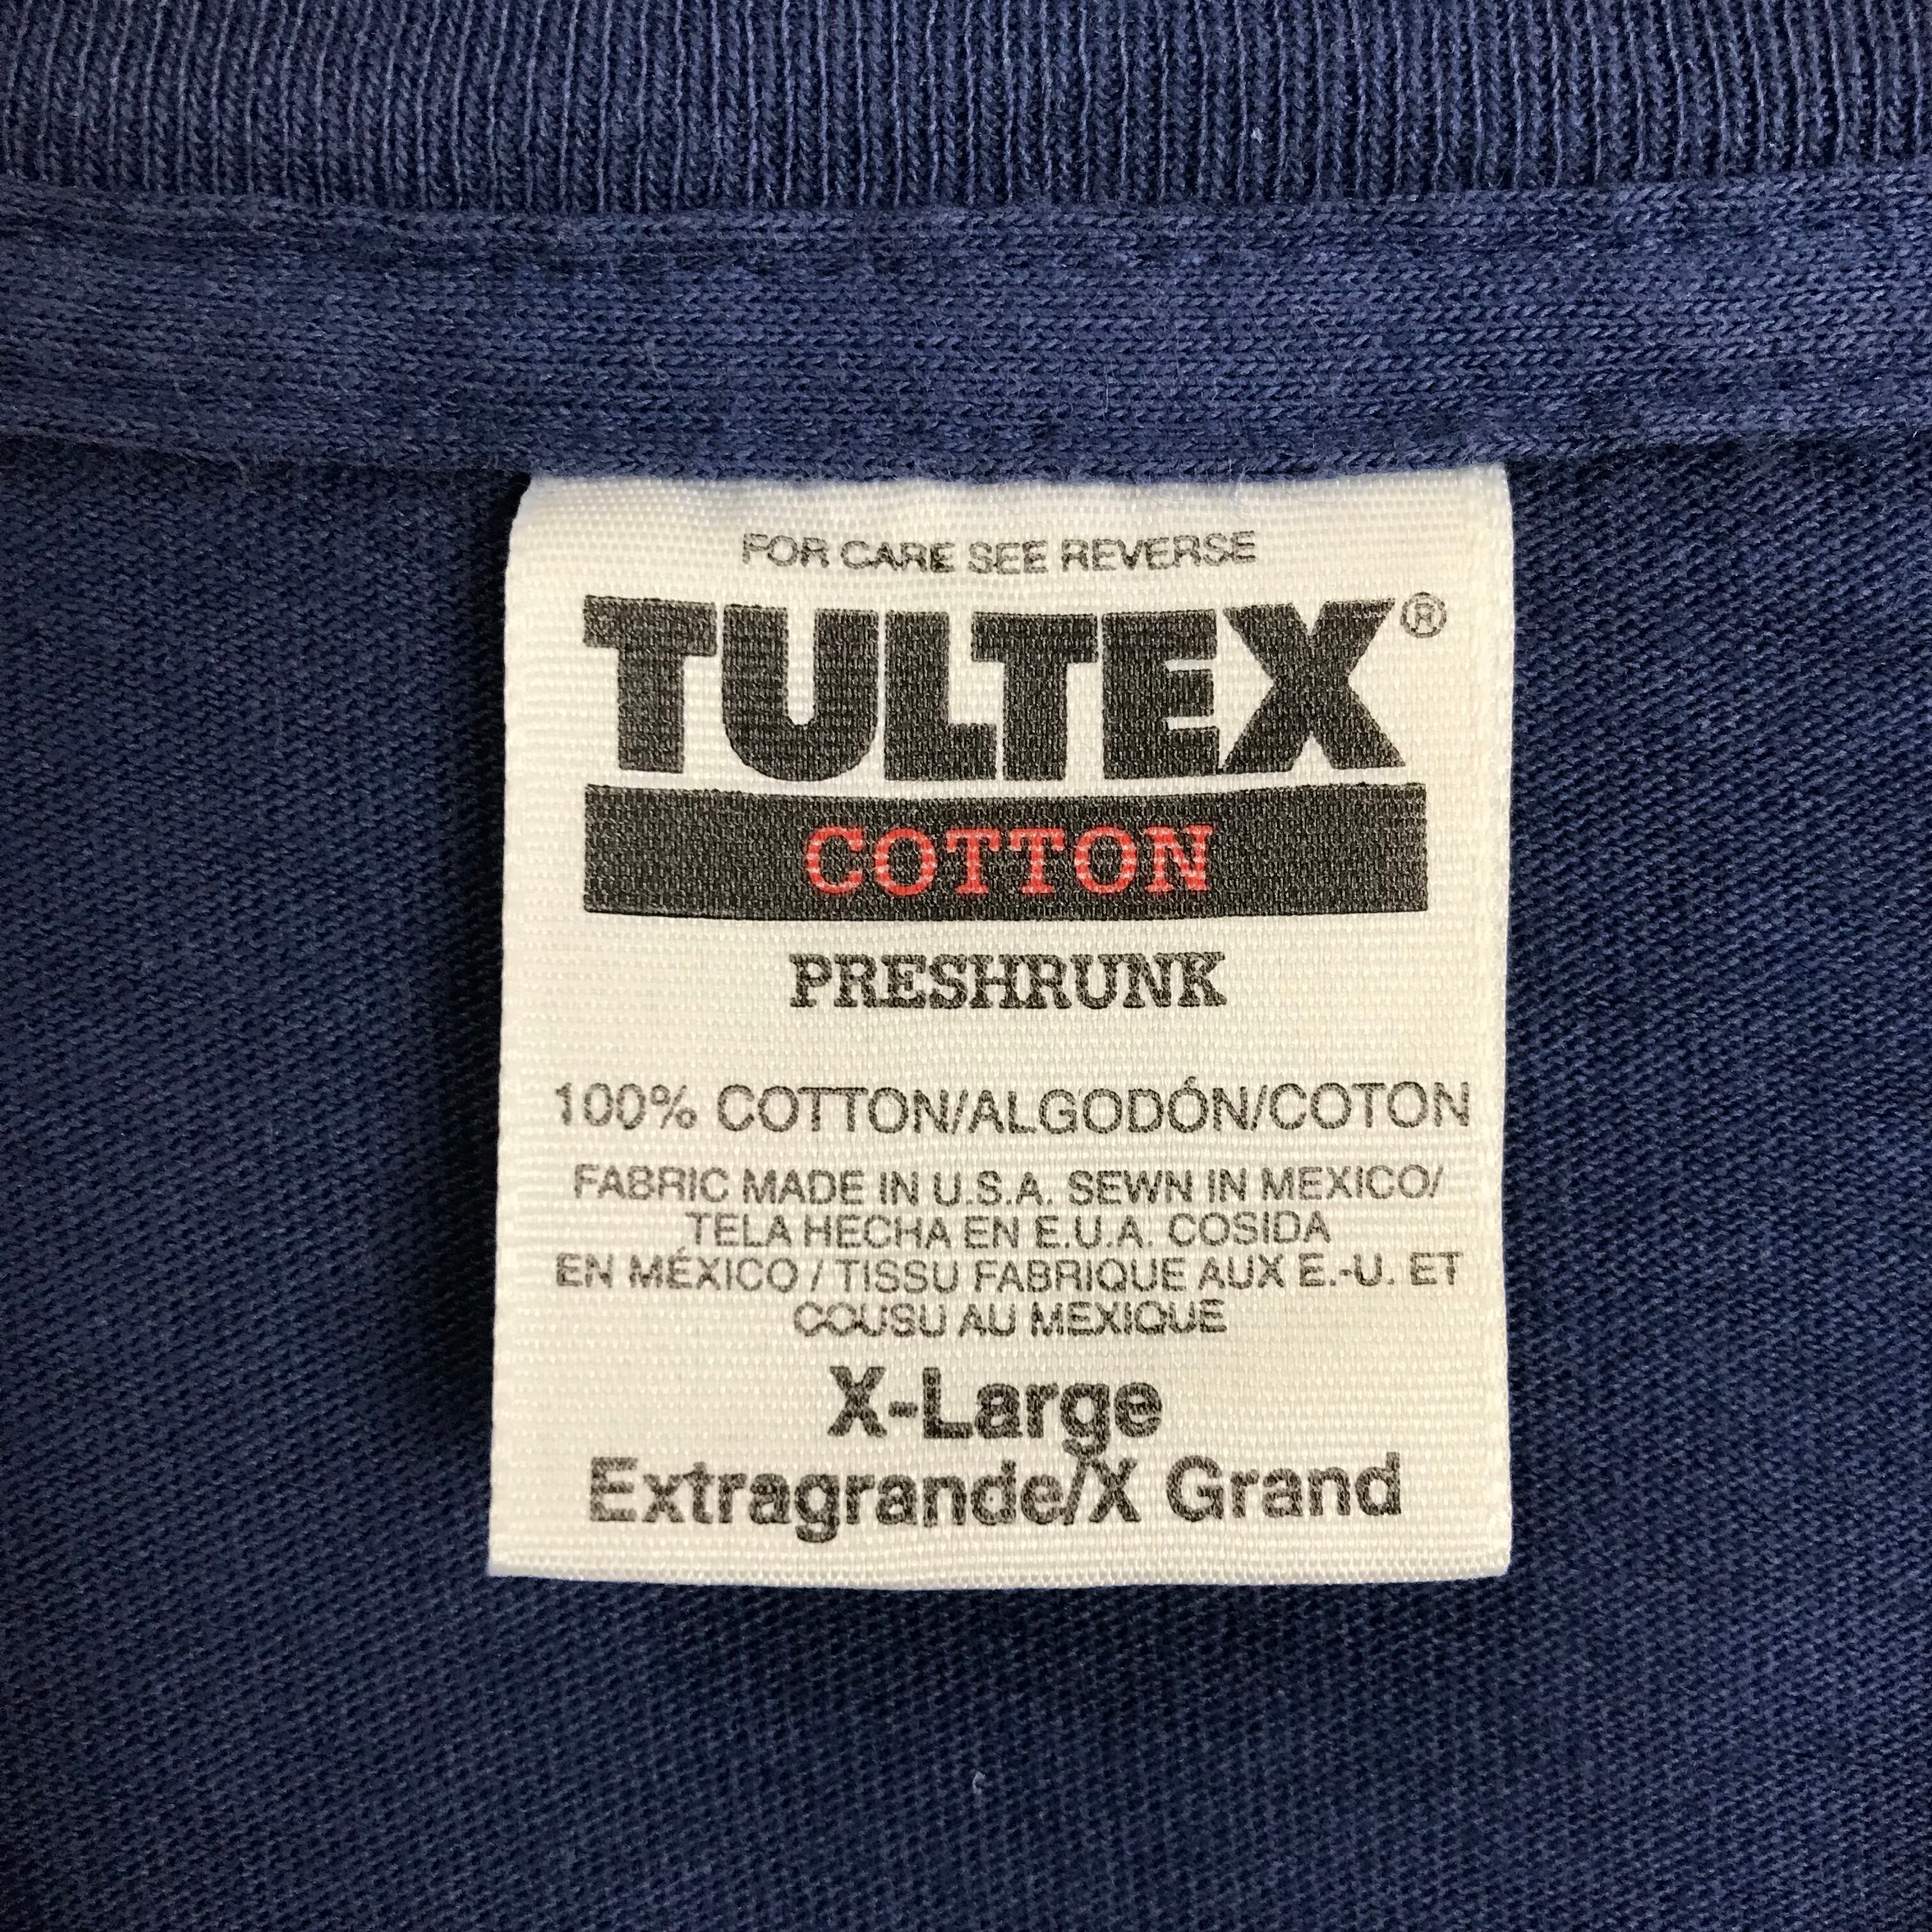 FOR CARE SEE REVERSE
TULTEX®
COTTON
PRESHRUNK
100% COTTON/ALGODÓN/COTON
FABRIC MADE IN U.S.A. SEWN IN MEXICO/
TELA HECHA EN E.U.A. COSIDA
EN MÉXICO / TISSU FABRIQUE AUX E.-U. ET
COUSU AU MEXIQUE
X-Large
Extragrande/X Grand